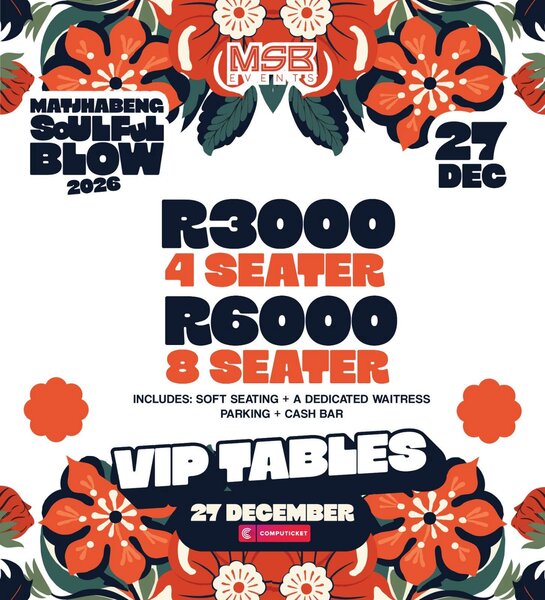 MSB
EVENTS
MATJHABENG
SOULFUL
BLOW
2026
27
DEC
R3000
4 SEATER
R6000
8 SEATER
INCLUDES: SOFT SEATING + A DEDICATED WAITRESS
PARKING + CASH BAR
VIP TABLES
27 DECEMBER
C COMPUTICKET